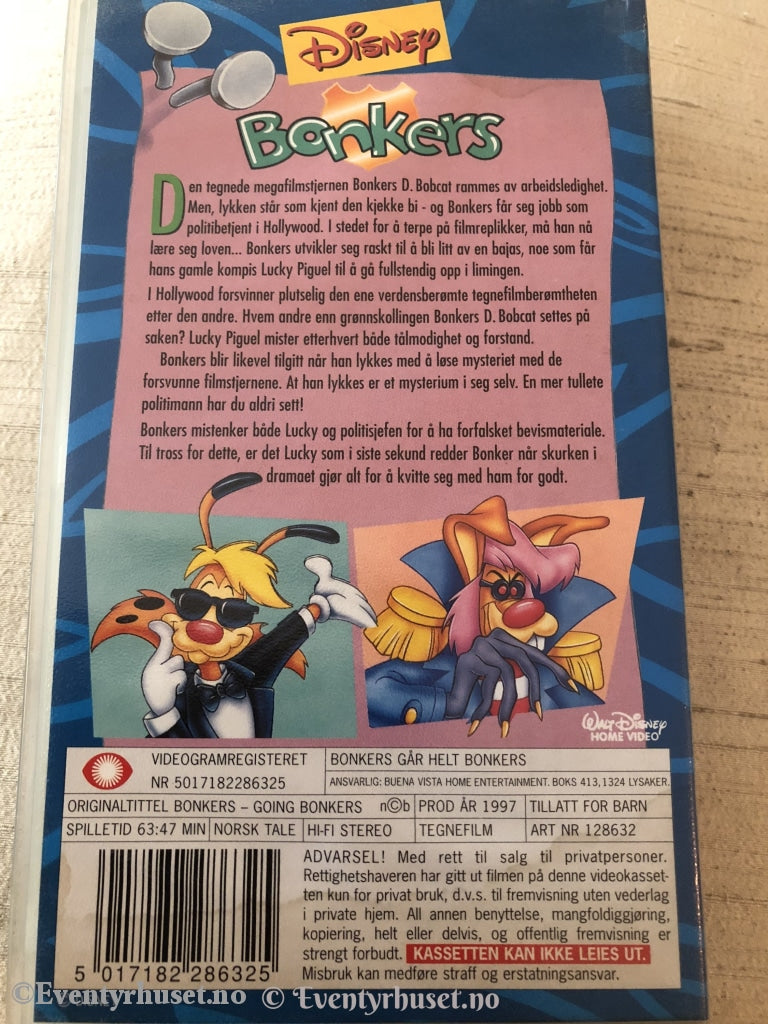 Disney
Bonkers
Den tegnede megafilmstjernen Bonkers D. Bobcat rammes av arbeidsledighet.
Men, lykken står som kjent den kjekke bi - og Bonkers får seg jobb som
politibetjent i Hollywood. I stedet for å terpe på filmreplikker, må han nå
lære seg loven... Bonkers utvikler seg raskt til å bli litt av en bajas, noe som får
hans gamle kompis Lucky Piguel til å gå fullstendig opp i limingen.
I Hollywood forsvinner plutselig den ene verdensberømte tegnefilmberømtheten
etter den andre. Hvem andre enn grønnskollingen Bonkers D. Bobcat settes på
saken? Lucky Piguel mister etterhvert både tålmodighet og forstand.
Bonkers blir likevel tilgitt når han lykkes med å løse mysteriet med de
forsvunne filmstjernene. At han lykkes er et mysterium i seg selv. En mer tullete
politimann har du aldri sett!
Bonkers mistenker både Lucky og politisjefen for å ha forfalsket bevismateriale.
Til tross for dette, er det Lucky som i siste sekund redder Bonker når skurken i
dramaet gjør alt for å kvitte seg med ham for godt.
Walt Disney
HOME VIDEO
VIDEOGRAMREGISTERET
NR 5017182286325
BONKERS GÅR HELT BONKERS
ANSVARLIG: BUENA VISTA HOME ENTERTAINMENT. BOKS 413,1324 LYSAKER.
ORIGINALTITTEL BONKERS – GOING BONKERS n©b PROD ÅR 1997 TILLATT FOR BARN
SPILLETID 63:47 MIN NORSK TALE HI-FI STEREO TEGNEFILM ART NR 128632
ADVARSEL! Med rett til salg til privatpersoner.
Rettighetshaveren har gitt ut filmen på denne videokasset-
ten kun for privat bruk, d.v.s. til fremvisning uten vederlag
i private hjem. All annen benyttelse, mangfoldiggjøring,
kopiering, helt eller delvis, og offentlig fremvisning er
strengt forbudt. KASSETTEN KAN IKKE LEIES UT.
Misbruk kan medføre straff og erstatningsansvar.
5 017182 286325
©Eventyrhuset.no © Eventyrhuset.no